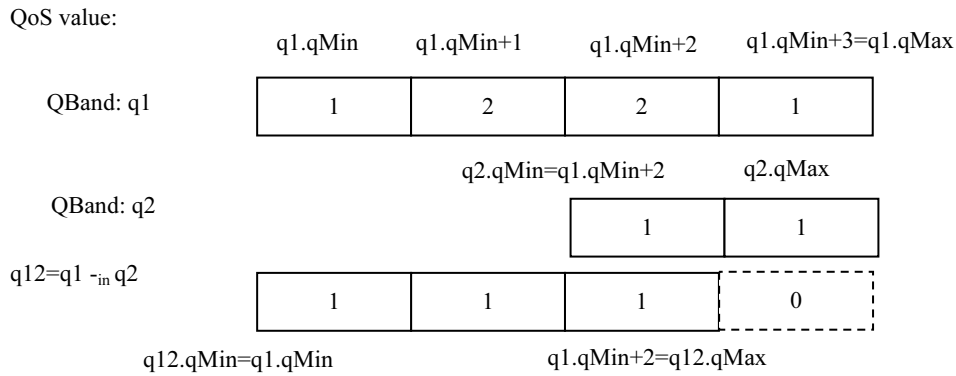 QoS value:
q1.qMin q1.qMin+1 q1.qMin+2 q1.qMin+3=q1.qMax
QBand: q1 1 2 2 1
q2.qMin=q1.qMin+2 q2.qMax
QBand: q2 1 1
q12=q1 -in q2
1 1 1 0
q12.qMin=q1.qMin q1.qMin+2=q12.qMax